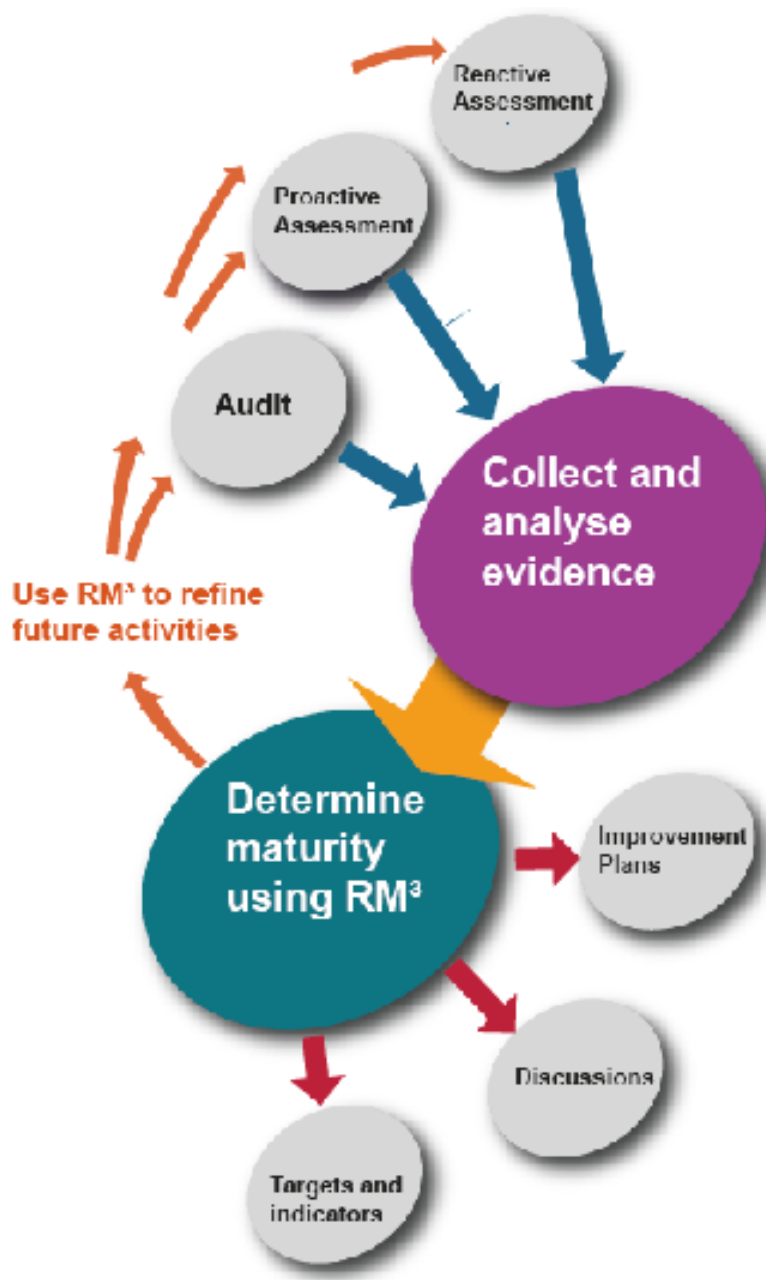 Reactive
Assessment
Proactive
Assessment
Audit
Collect and
analyse
evidence
Use RM³ to refine
future activities
Determine
maturity
using RM³
Improvement
Plans
Discussions
Targets and
indicators